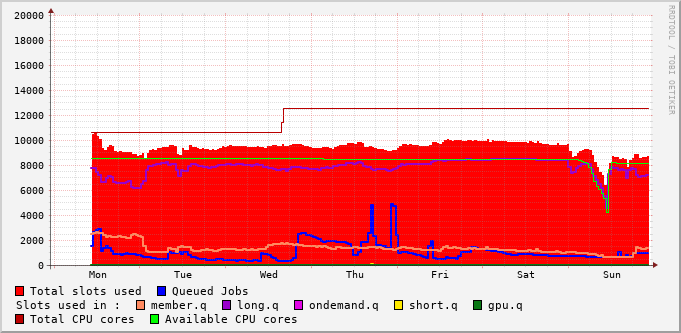 20000
18000
16000
14000
12000
10000
8000
6000
4000
2000
0
Mon Tue Wed Thu Fri Sat Sun
RRDTOOL / TOBI OETIKER
Total slots used Queued Jobs
Slots used in : member.q long.q ondemand.q short.q gpu.q
Total CPU cores Available CPU cores